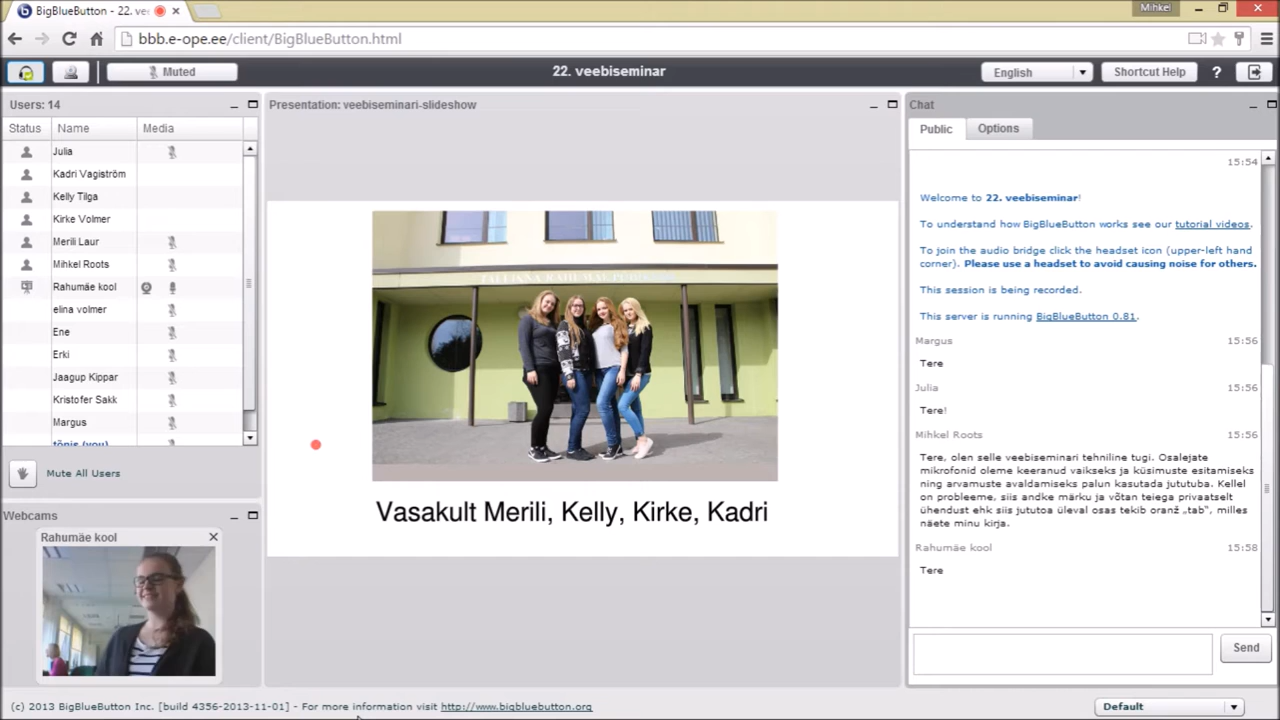 BigBlueButton - 22. ve
Mihkel
bbb.e-ope.ee/client/BigBlueButton.html
Muted
22. veebiseminar
English
Shortcut Help
?
Users: 14
Status Name Media
Julia
Kadri Vagiström
Kelly Tilga
Kirke Volmer
Merili Laur
Mihkel Roots
Rahumäe kool
elina volmer
Ene
Erki
Jaagup Kippar
Kristofer Sakk
Margus
tõnis (you)
Mute All Users
Webcams
Rahumäe kool
Presentation: veebiseminari-slideshow
Vasakult Merili, Kelly, Kirke, Kadri
Chat
Public Options
15:54
Welcome to 22. veebiseminar!
To understand how BigBlueButton works see our tutorial videos.
To join the audio bridge click the headset icon (upper-left hand
corner). Please use a headset to avoid causing noise for others.
This session is being recorded.
This server is running BigBlueButton 0.81.
Margus 15:56
Tere
Julia 15:56
Tere!
Mihkel Roots 15:56
Tere, olen selle veebiseminari tehniline tugi. Osalejate
mikrofonid oleme keeranud vaikseks ja küsimuste esitamiseks
ning arvamuste avaldamiseks palun kasutada jututuba. Kellel
on probleeme, siis andke märku ja võtan teiega privaatselt
ühendust ehk siis jututoa üleval osas tekib oranž „tab“, milles
näete minu kirja.
Rahumäe kool 15:58
Tere
Send
(c) 2013 BigBlueButton Inc. [build 4356-2013-11-01] - For more information visit http://www.bigbluebutton.org
Default